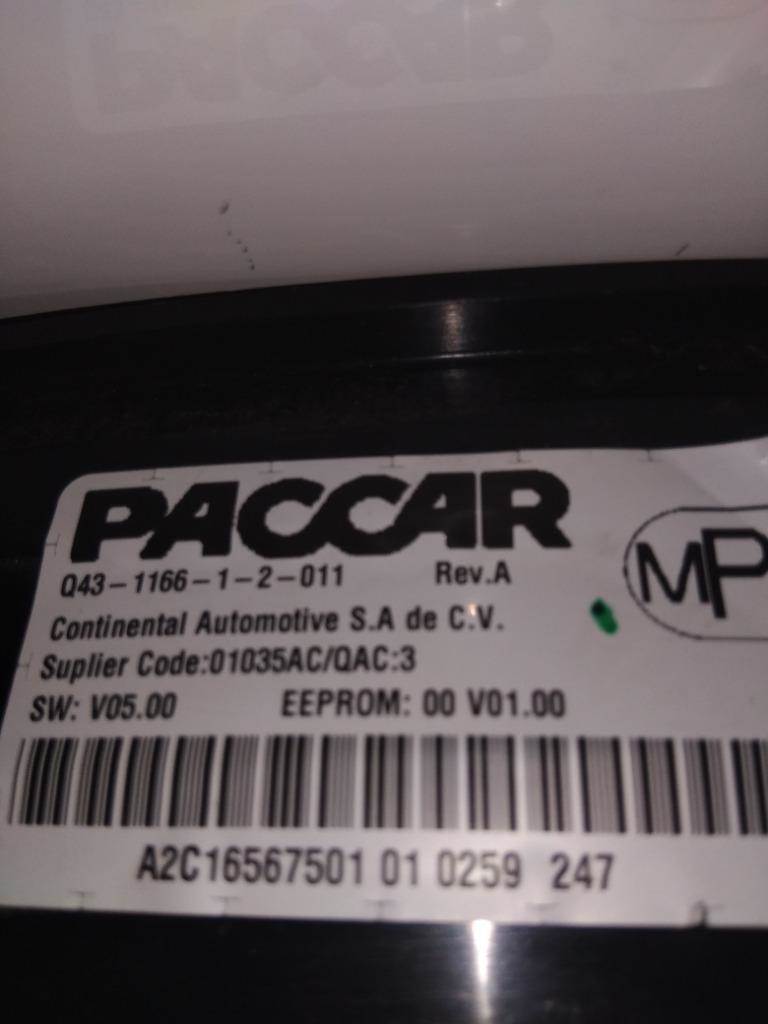 PACCAR
Q43-1166-1-2-011 Rev.A
MP
Continental Automotive S.A de C.V.
Suplier Code:01035AC/QAC:3
SW: V05.00 EEPROM: 00 V01.00
A2C16567501 01 0259 247